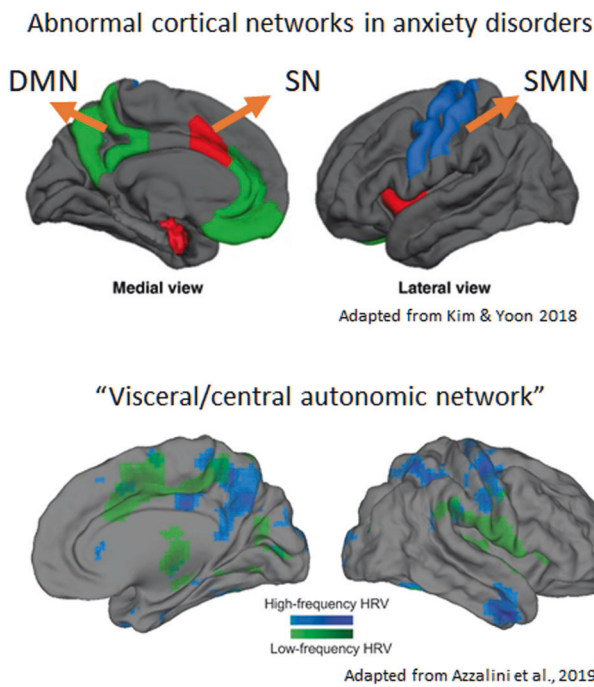 Abnormal cortical networks in anxiety disorders
DMN SN SMN
Medial view Lateral view
Adapted from Kim & Yoon 2018
“Visceral/central autonomic network”
High-frequency HRV
Low-frequency HRV
Adapted from Azzalini et al., 2019